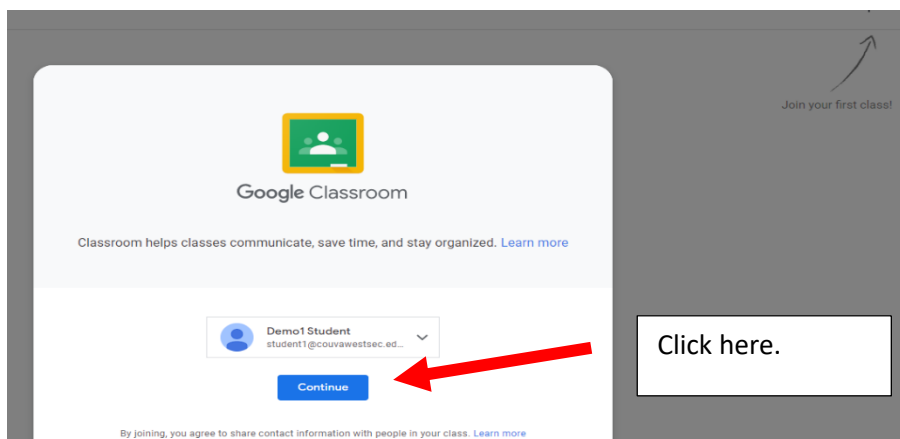 Join your first class!
Google Classroom
Classroom helps classes communicate, save time, and stay organized. Learn more
Demo1 Student
student1@couvawestsec.ed...
Click here.
Continue
By joining, you agree to share contact information with people in your class. Learn more